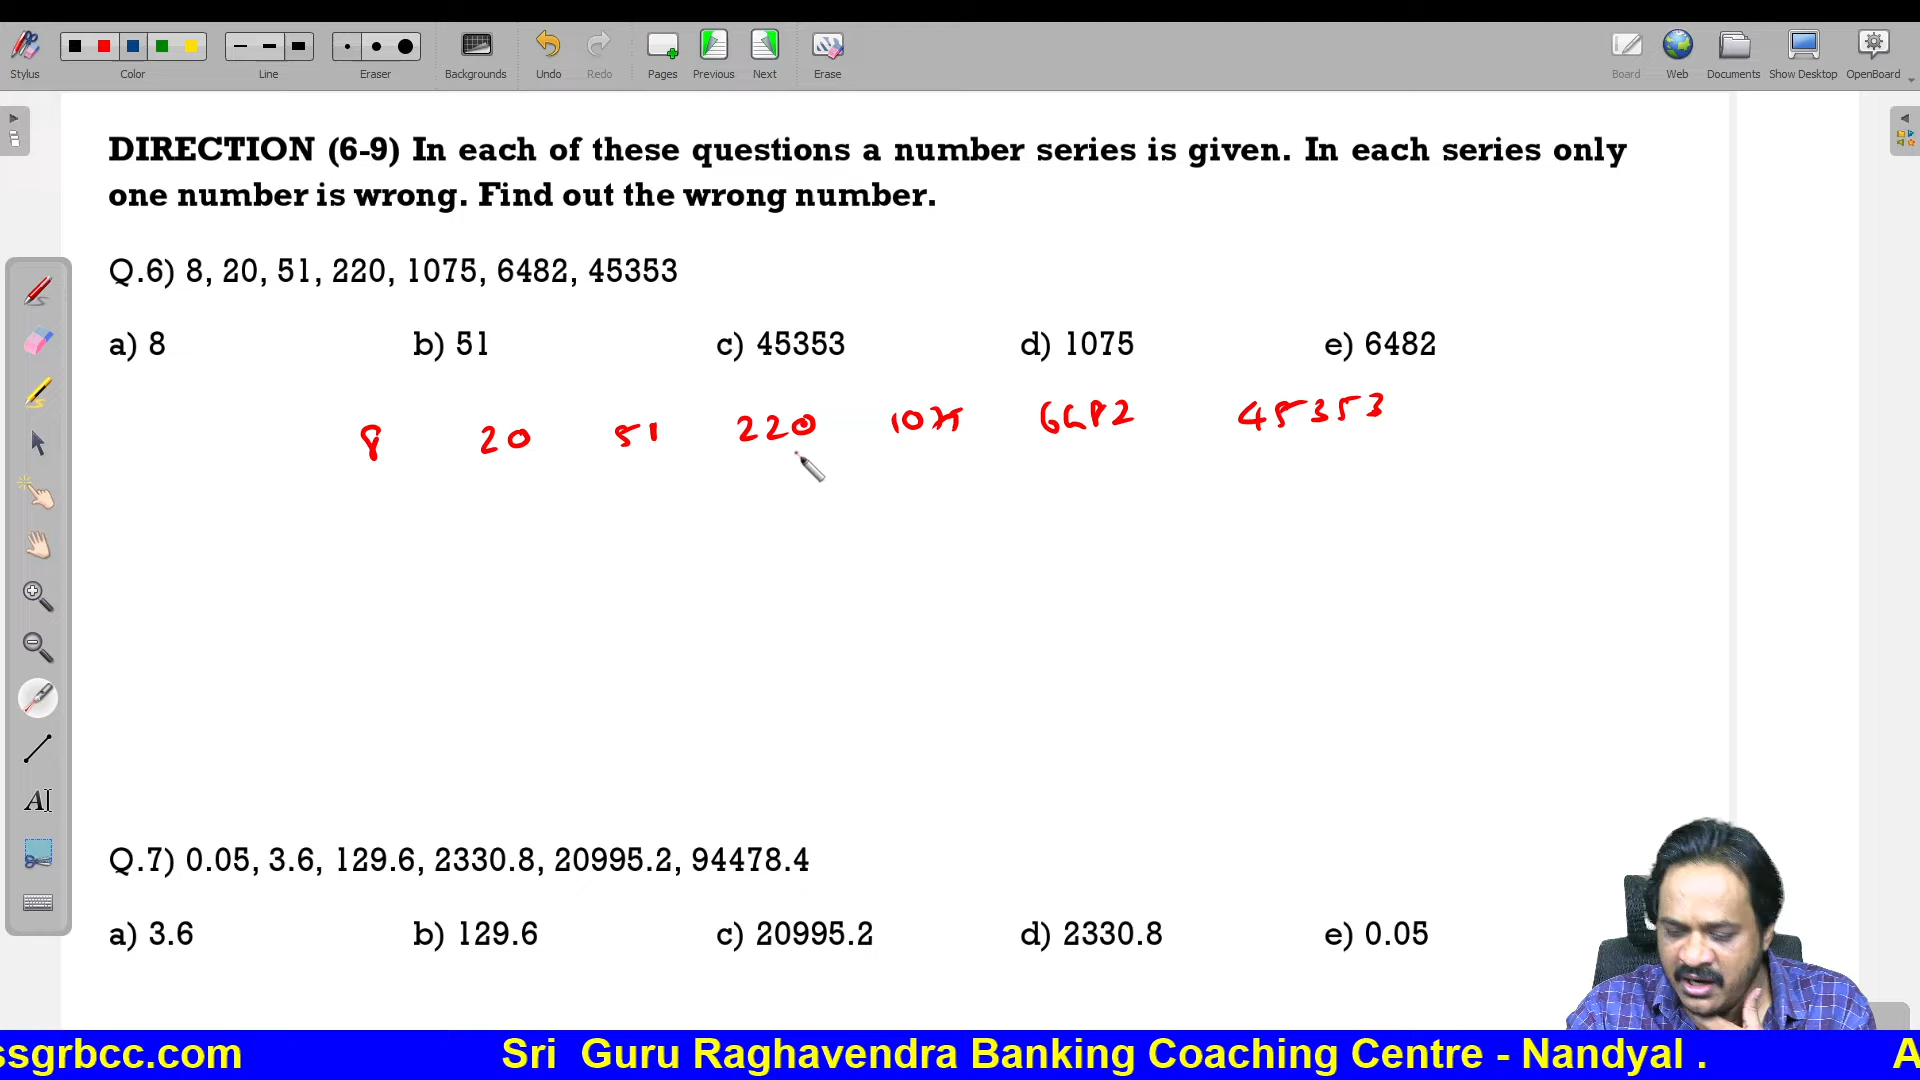 Stylus
Color
Line
Eraser
Backgrounds
Undo
Redo
Pages
Previous
Next
Erase
Board
Web
Documents
Show Desktop
OpenBoard
DIRECTION (6-9) In each of these questions a number series is given. In each series only
one number is wrong. Find out the wrong number.
Q.6) 8, 20, 51, 220, 1075, 6482, 45353
a) 8 b) 51 c) 45353 d) 1075 e) 6482
8 20 51 220 1075 6482 45353
Q.7) 0.05, 3.6, 129.6, 2330.8, 20995.2, 94478.4
a) 3.6 b) 129.6 c) 20995.2 d) 2330.8 e) 0.05
ssgrbcc.com Sri Guru Raghavendra Banking Coaching Centre - Nandyal . A